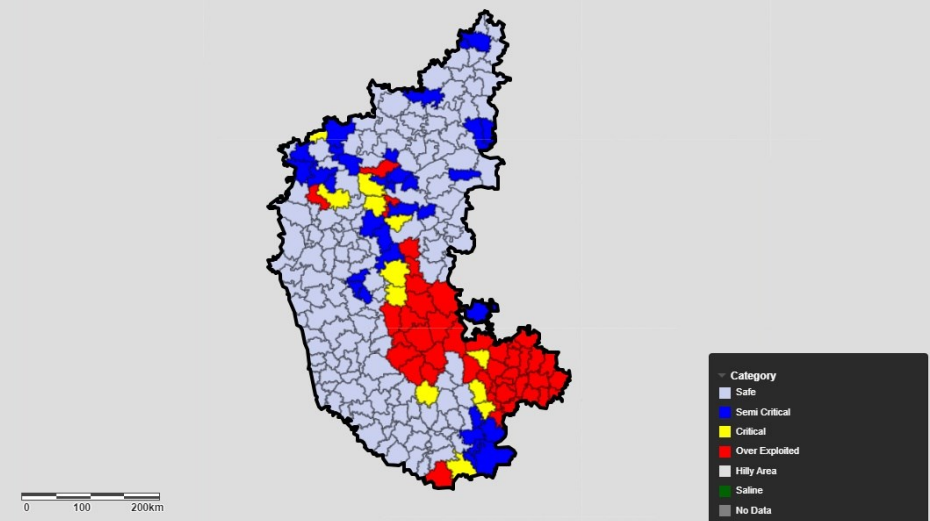 Category
Safe
Semi Critical
Critical
Over Exploited
Hilly Area
Saline
No Data
0 100 200km